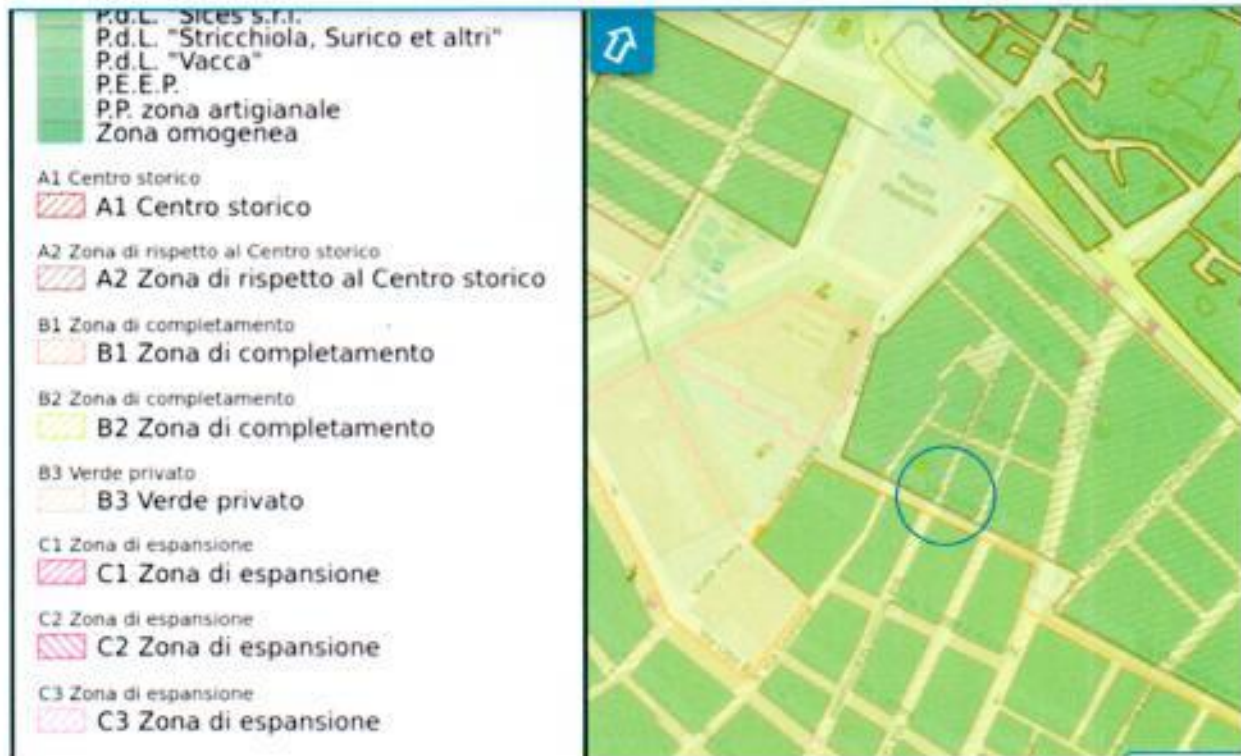 P.d.L. "Sices s.r.l."
P.d.L. "Stricchiola, Surico et altri"
P.d.L. "Vacca"
P.E.E.P.
P.P. zona artigianale
Zona omogenea
A1 Centro storico
A1 Centro storico
A2 Zona di rispetto al Centro storico
A2 Zona di rispetto al Centro storico
B1 Zona di completamento
B1 Zona di completamento
B2 Zona di completamento
B2 Zona di completamento
B3 Verde privato
B3 Verde privato
C1 Zona di espansione
C1 Zona di espansione
C2 Zona di espansione
C2 Zona di espansione
C3 Zona di espansione
C3 Zona di espansione